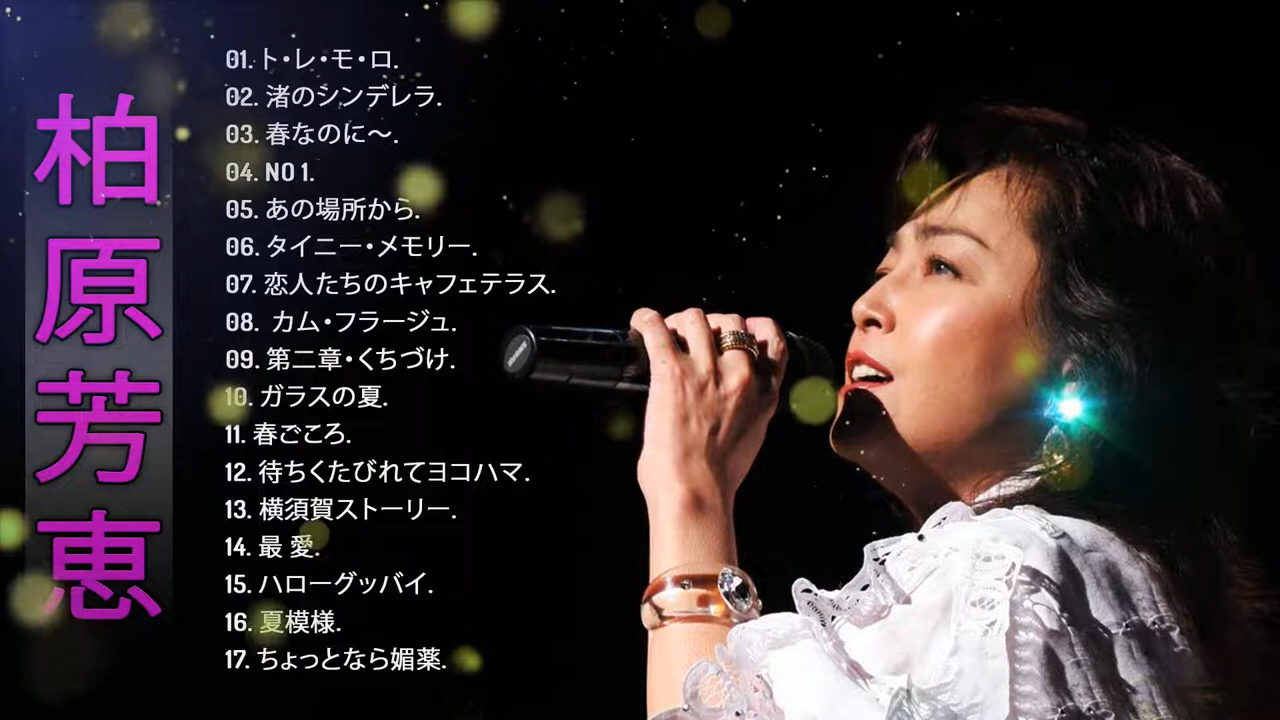 柏原芳恵
01. ト・レ・モ・ロ.
02. 渚のシンデレラ.
03. 春なのに～.
04. NO 1.
05. あの場所から.
06. タイニー・メモリー.
07. 恋人たちのキャフェテラス.
08. カム・フラージュ.
09. 第二章・くちづけ.
10. ガラスの夏.
11. 春ごころ.
12. 待ちくたびれてヨコハマ.
13. 横須賀ストーリー.
14. 最 愛.
15. ハローグッバイ.
16. 夏模様.
17. ちょっとなら媚薬.